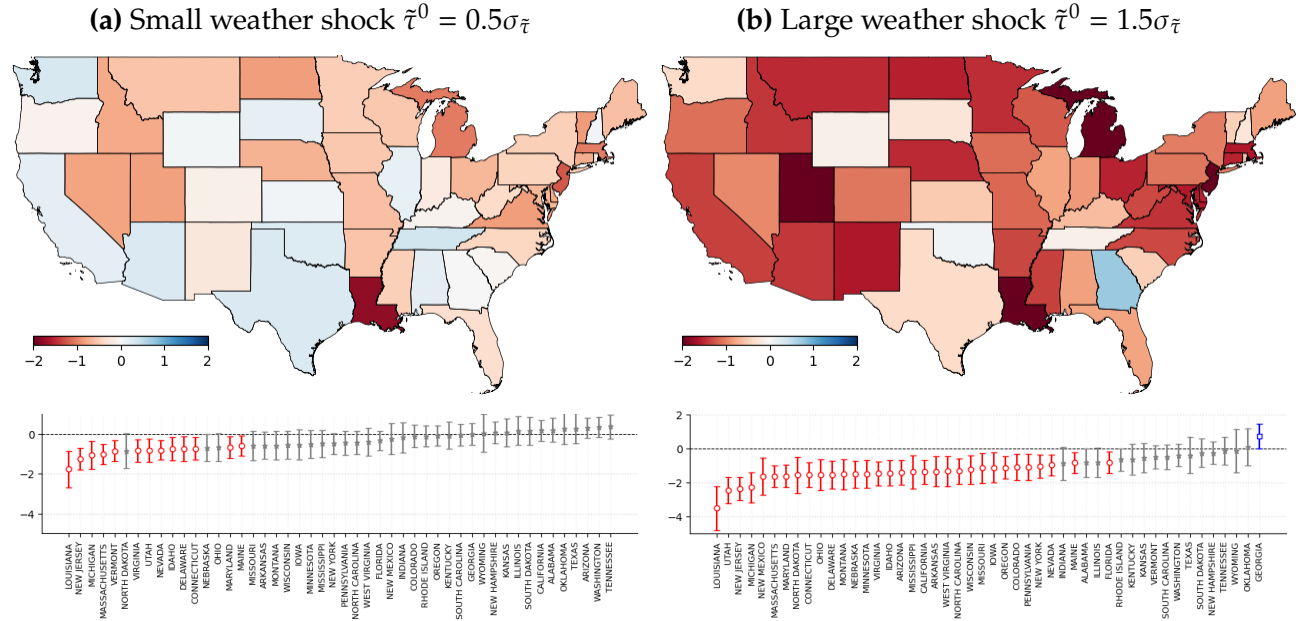 (a) Small weather shock τ̃⁰ = 0.5σ_τ̃
(b) Large weather shock τ̃⁰ = 1.5σ_τ̃
−2 −1 0 1 2
−2 −1 0 1 2
0
−2
−4
LOUISIANA
NEW JERSEY
MICHIGAN
MASSACHUSETTS
VERMONT
NORTH DAKOTA
VIRGINIA
UTAH
NEVADA
IDAHO
DELAWARE
CONNECTICUT
NEBRASKA
OHIO
MARYLAND
MAINE
MISSOURI
ARKANSAS
MONTANA
WISCONSIN
IOWA
MINNESOTA
MISSISSIPPI
NEW YORK
PENNSYLVANIA
NORTH CAROLINA
WEST VIRGINIA
FLORIDA
NEW MEXICO
INDIANA
COLORADO
RHODE ISLAND
OREGON
KENTUCKY
SOUTH CAROLINA
GEORGIA
WYOMING
NEW HAMPSHIRE
KANSAS
ILLINOIS
SOUTH DAKOTA
CALIFORNIA
ALABAMA
OKLAHOMA
TEXAS
ARIZONA
WASHINGTON
TENNESSEE
2
0
−2
−4
LOUISIANA
UTAH
NEW JERSEY
MICHIGAN
NEW MEXICO
MASSACHUSETTS
MARYLAND
NORTH DAKOTA
CONNECTICUT
OHIO
DELAWARE
MONTANA
NEBRASKA
MINNESOTA
VIRGINIA
IDAHO
ARIZONA
MISSISSIPPI
CALIFORNIA
ARKANSAS
WEST VIRGINIA
NORTH CAROLINA
WISCONSIN
MISSOURI
IOWA
OREGON
COLORADO
PENNSYLVANIA
NEW YORK
NEVADA
MAINE
ALABAMA
ILLINOIS
FLORIDA
RHODE ISLAND
KENTUCKY
KANSAS
VERMONT
SOUTH CAROLINA
WASHINGTON
TEXAS
SOUTH DAKOTA
NEW HAMPSHIRE
TENNESSEE
WYOMING
OKLAHOMA
GEORGIA